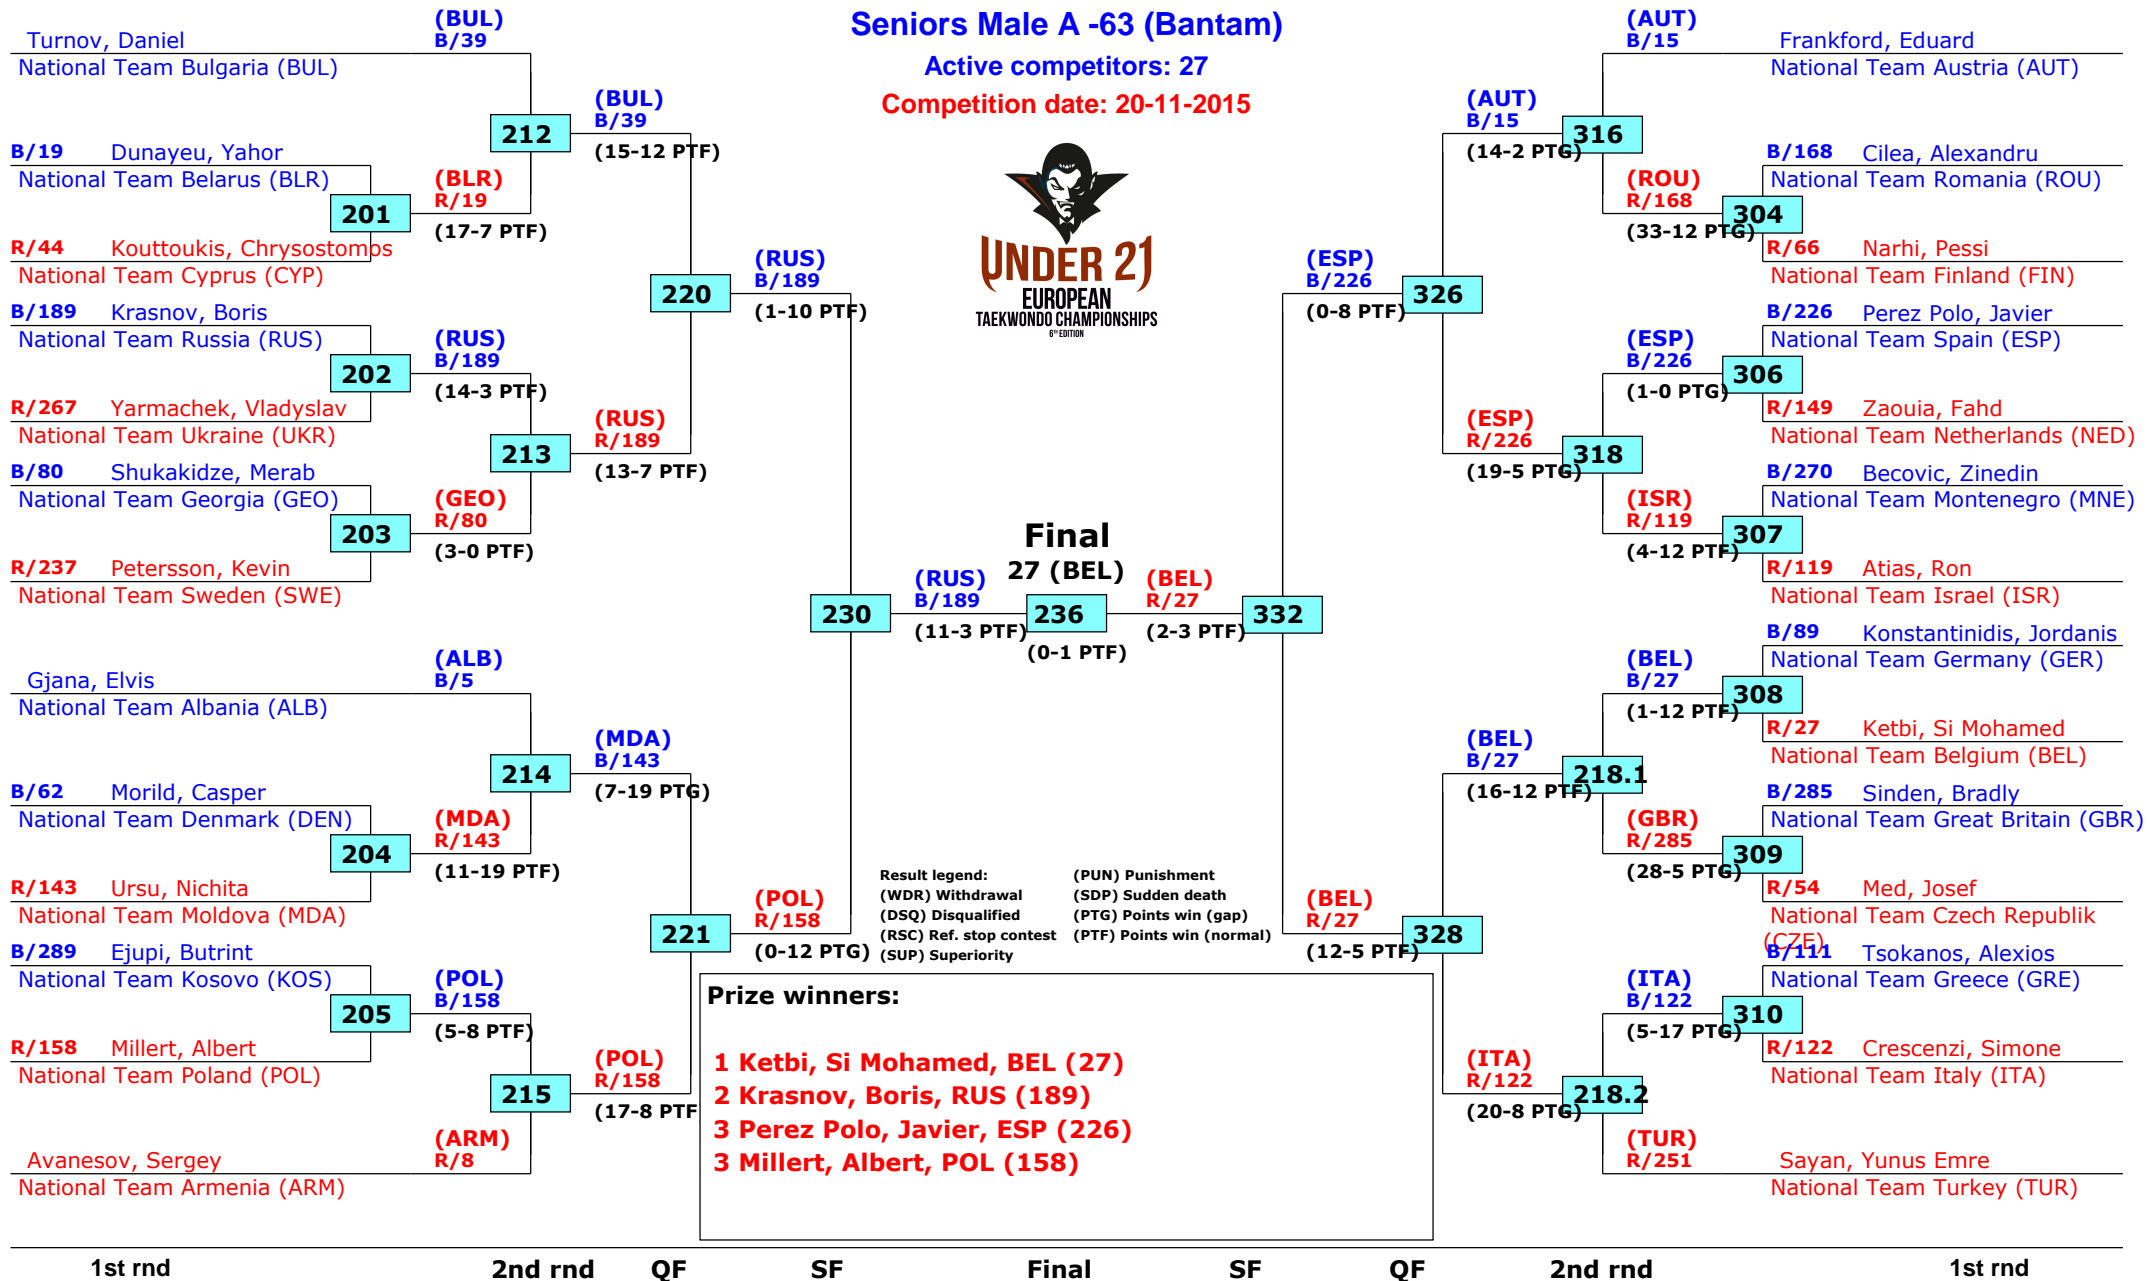 Seniors Male A -63 (Bantam)
Active competitors: 27
Competition date: 20-11-2015
UNDER 21
EUROPEAN
TAEKWONDO CHAMPIONSHIPS
6TH EDITION
Turnov, Daniel
National Team Bulgaria (BUL)
(BUL)
B/39
212
(BUL)
B/39
(15-12 PTF)
B/19 Dunayeu, Yahor
National Team Belarus (BLR)
201
(BLR)
R/19
(17-7 PTF)
R/44 Kouttoukis, Chrysostomos
National Team Cyprus (CYP)
220
(RUS)
B/189
(1-10 PTF)
B/189 Krasnov, Boris
National Team Russia (RUS)
202
(RUS)
B/189
(14-3 PTF)
R/267 Yarmachek, Vladyslav
National Team Ukraine (UKR)
213
(RUS)
R/189
(13-7 PTF)
B/80 Shukakidze, Merab
National Team Georgia (GEO)
203
(GEO)
R/80
(3-0 PTF)
R/237 Petersson, Kevin
National Team Sweden (SWE)
230
(RUS)
B/189
(11-3 PTF)
Gjana, Elvis
National Team Albania (ALB)
(ALB)
B/5
214
(MDA)
B/143
(7-19 PTG)
B/62 Morild, Casper
National Team Denmark (DEN)
204
(MDA)
R/143
(11-19 PTF)
R/143 Ursu, Nichita
National Team Moldova (MDA)
221
(POL)
R/158
(0-12 PTG)
B/289 Ejupi, Butrint
National Team Kosovo (KOS)
205
(POL)
B/158
(5-8 PTF)
R/158 Millert, Albert
National Team Poland (POL)
215
(POL)
R/158
(17-8 PTF
(ARM)
R/8
Avanesov, Sergey
National Team Armenia (ARM)
Final
27 (BEL)
236
(0-1 PTF)
(BEL)
R/27
(2-3 PTF)
332
(AUT)
B/15
Frankford, Eduard
National Team Austria (AUT)
(AUT)
B/15
(14-2 PTG)
316
B/168 Cilea, Alexandru
National Team Romania (ROU)
(ROU)
R/168
(33-12 PTG)
304
R/66 Narhi, Pessi
National Team Finland (FIN)
(ESP)
B/226
(0-8 PTF)
326
B/226 Perez Polo, Javier
National Team Spain (ESP)
(ESP)
B/226
(1-0 PTG)
306
R/149 Zaouia, Fahd
National Team Netherlands (NED)
(ESP)
R/226
(19-5 PTG)
318
B/270 Becovic, Zinedin
National Team Montenegro (MNE)
(ISR)
R/119
(4-12 PTF)
307
R/119 Atias, Ron
National Team Israel (ISR)
B/89 Konstantinidis, Jordanis
National Team Germany (GER)
(BEL)
B/27
(1-12 PTF)
308
R/27 Ketbi, Si Mohamed
National Team Belgium (BEL)
(BEL)
B/27
(16-12 PTF)
218.1
B/285 Sinden, Bradly
National Team Great Britain (GBR)
(GBR)
R/285
(28-5 PTG)
309
R/54 Med, Josef
National Team Czech Republik
(CZE)
(BEL)
R/27
(12-5 PTF)
328
B/111 Tsokanos, Alexios
National Team Greece (GRE)
(ITA)
B/122
(5-17 PTG)
310
R/122 Crescenzi, Simone
National Team Italy (ITA)
(ITA)
R/122
(20-8 PTG)
218.2
(TUR)
R/251
Sayan, Yunus Emre
National Team Turkey (TUR)
Result legend: (PUN) Punishment
(WDR) Withdrawal (SDP) Sudden death
(DSQ) Disqualified (PTG) Points win (gap)
(RSC) Ref. stop contest (PTF) Points win (normal)
(SUP) Superiority
Prize winners:
1 Ketbi, Si Mohamed, BEL (27)
2 Krasnov, Boris, RUS (189)
3 Perez Polo, Javier, ESP (226)
3 Millert, Albert, POL (158)
1st rnd 2nd rnd QF SF Final SF QF 2nd rnd 1st rnd